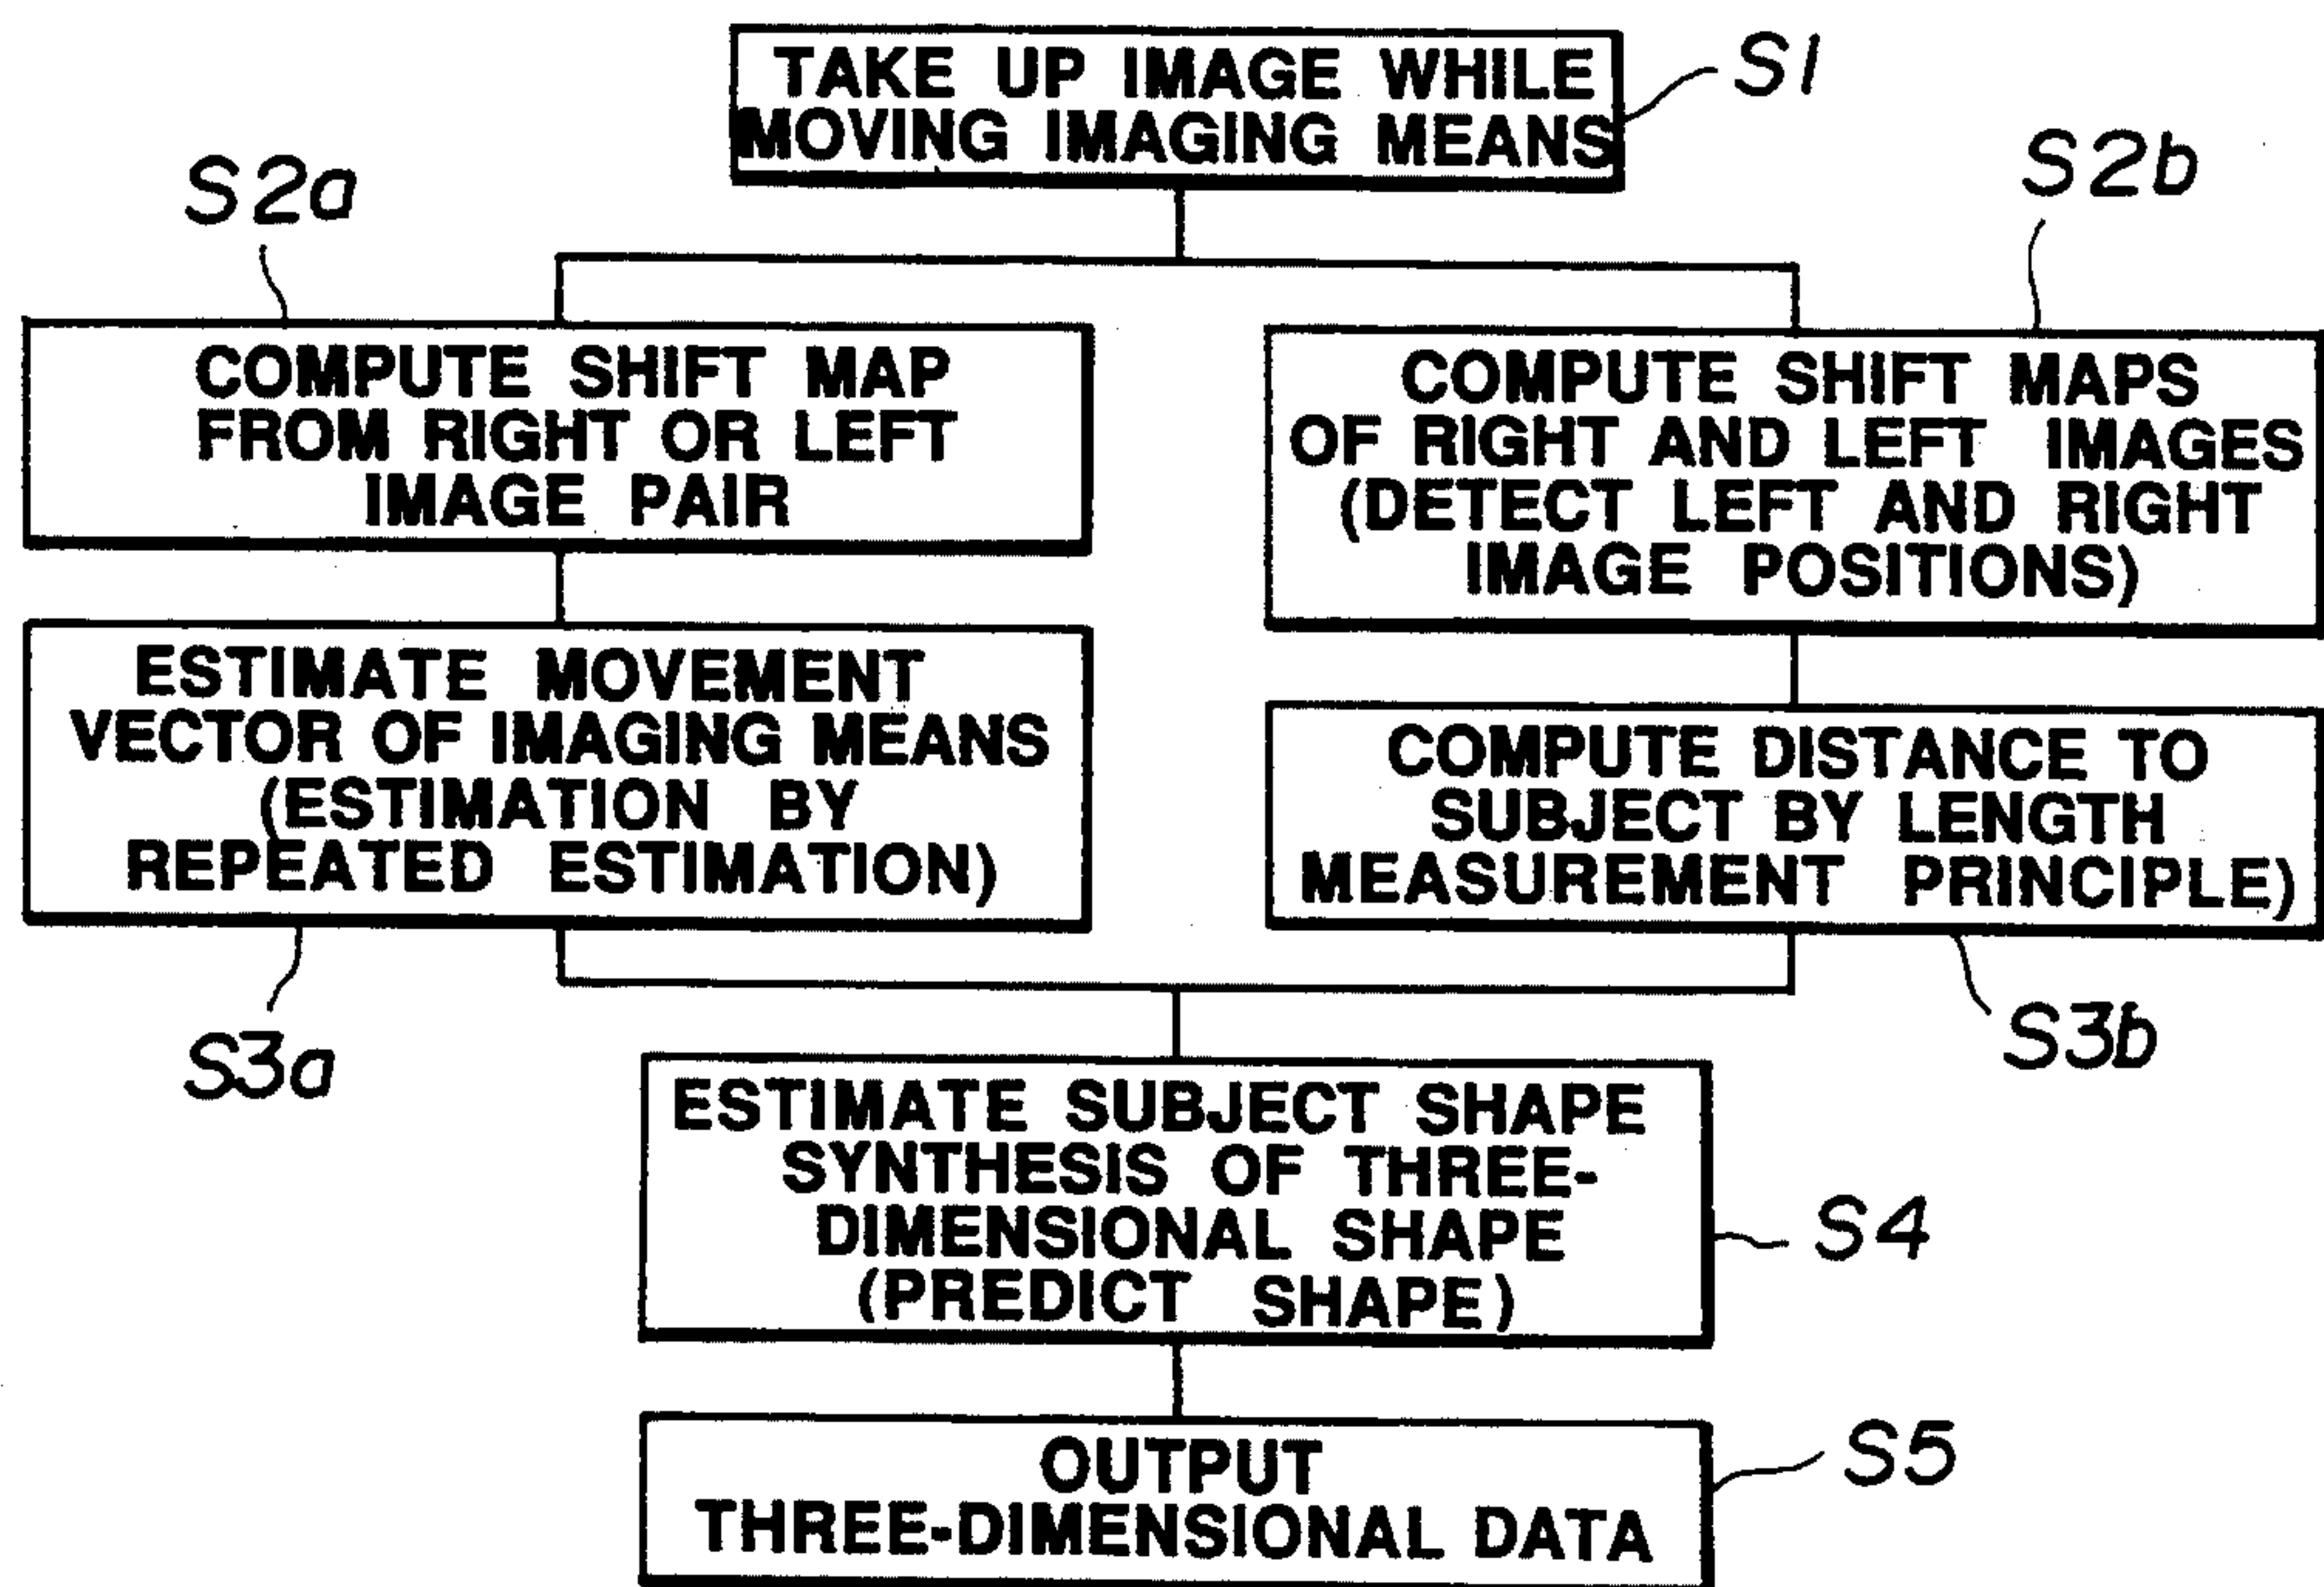 TAKE UP IMAGE WHILE
MOVING IMAGING MEANS
S1
S2a
S2b
COMPUTE SHIFT MAP
FROM RIGHT OR LEFT
IMAGE PAIR
COMPUTE SHIFT MAPS
OF RIGHT AND LEFT IMAGES
(DETECT LEFT AND RIGHT
IMAGE POSITIONS)
ESTIMATE MOVEMENT
VECTOR OF IMAGING MEANS
(ESTIMATION BY
REPEATED ESTIMATION)
COMPUTE DISTANCE TO
SUBJECT BY LENGTH
MEASUREMENT PRINCIPLE)
S3a
S3b
ESTIMATE SUBJECT SHAPE
SYNTHESIS OF THREE-
DIMENSIONAL SHAPE
(PREDICT SHAPE)
S4
OUTPUT
THREE-DIMENSIONAL DATA
S5